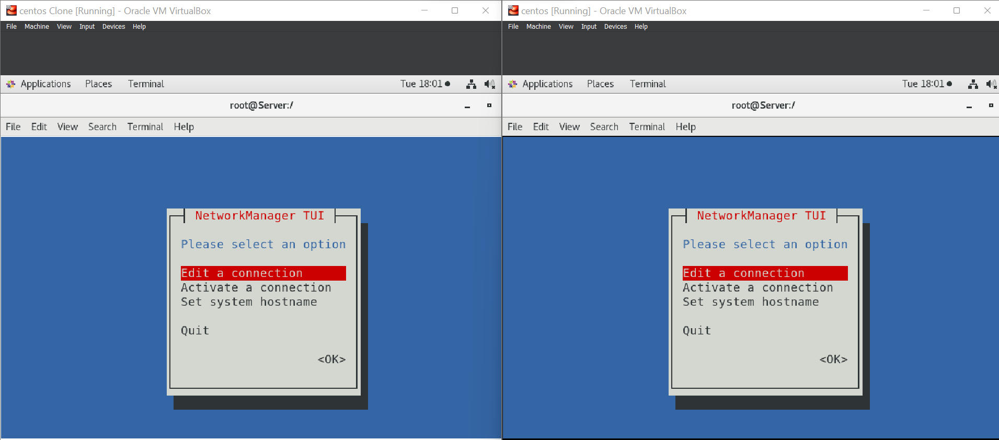 centos Clone [Running] - Oracle VM VirtualBox
File Machine View Input Devices Help
Applications Places Terminal Tue 18:01
root@Server:/
File Edit View Search Terminal Help
NetworkManager TUI
Please select an option
Edit a connection
Activate a connection
Set system hostname
Quit
<OK>
centos [Running] - Oracle VM VirtualBox
File Machine View Input Devices Help
Applications Places Terminal Tue 18:01
root@Server:/
File Edit View Search Terminal Help
NetworkManager TUI
Please select an option
Edit a connection
Activate a connection
Set system hostname
Quit
<OK>